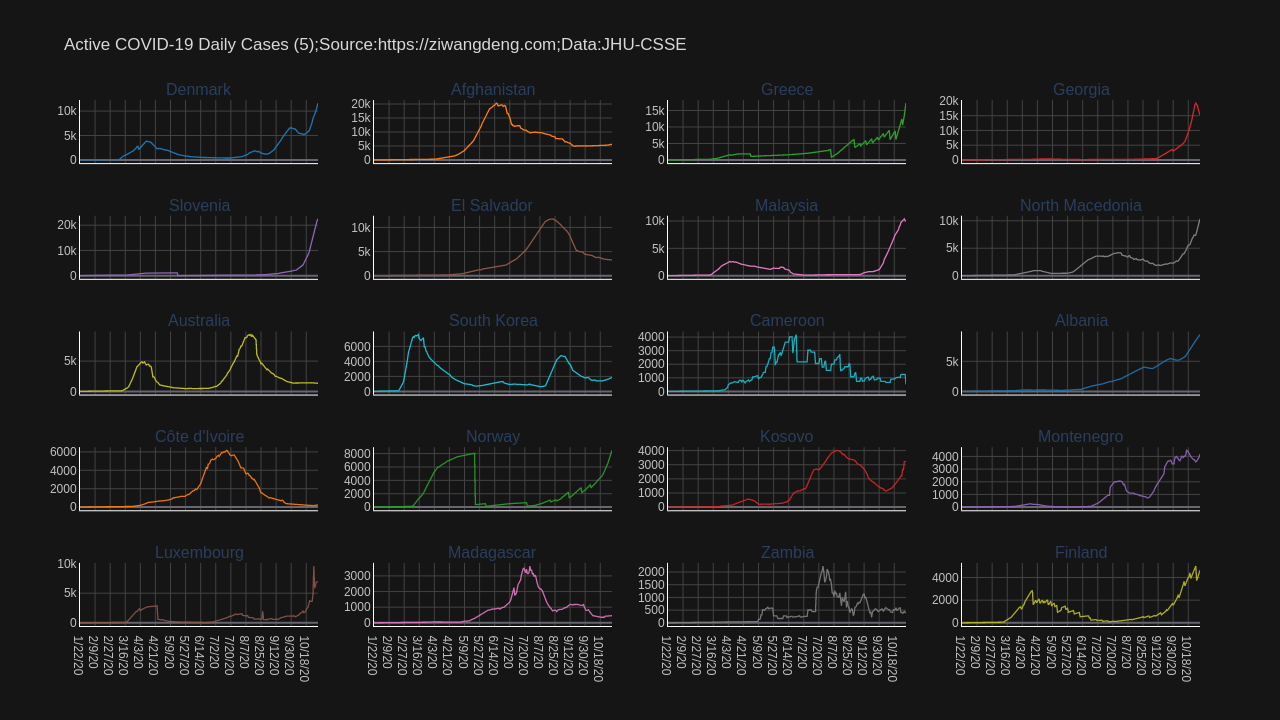 Active COVID-19 Daily Cases (5);Source:https://ziwangdeng.com;Data:JHU-CSSE
Denmark
10k
5k
0
Afghanistan
20k
15k
10k
5k
0
Greece
15k
10k
5k
0
Georgia
20k
15k
10k
5k
0
Slovenia
20k
10k
0
El Salvador
10k
5k
0
Malaysia
10k
5k
0
North Macedonia
10k
5k
0
Australia
5k
0
South Korea
6000
4000
2000
0
Cameroon
4000
3000
2000
1000
0
Albania
5k
0
Côte d'Ivoire
6000
4000
2000
0
Norway
8000
6000
4000
2000
0
Kosovo
4000
3000
2000
1000
0
Montenegro
4000
3000
2000
1000
0
Luxembourg
10k
5k
0
Madagascar
3000
2000
1000
0
Zambia
2000
1500
1000
500
0
Finland
4000
2000
0
1/22/20
2/9/20
2/27/20
3/16/20
4/3/20
4/21/20
5/9/20
5/27/20
6/14/20
7/2/20
7/20/20
8/7/20
8/25/20
9/12/20
9/30/20
10/18/20
1/22/20
2/9/20
2/27/20
3/16/20
4/3/20
4/21/20
5/9/20
5/27/20
6/14/20
7/2/20
7/20/20
8/7/20
8/25/20
9/12/20
9/30/20
10/18/20
1/22/20
2/9/20
2/27/20
3/16/20
4/3/20
4/21/20
5/9/20
5/27/20
6/14/20
7/2/20
7/20/20
8/7/20
8/25/20
9/12/20
9/30/20
10/18/20
1/22/20
2/9/20
2/27/20
3/16/20
4/3/20
4/21/20
5/9/20
5/27/20
6/14/20
7/2/20
7/20/20
8/7/20
8/25/20
9/12/20
9/30/20
10/18/20